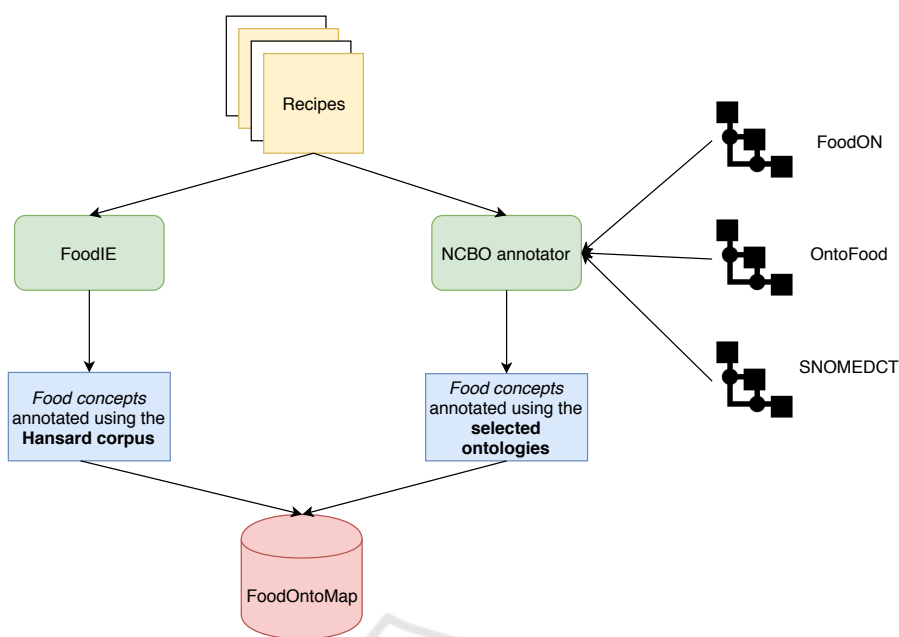 Recipes
FoodON
FoodIE
NCBO annotator
OntoFood
SNOMEDCT
Food concepts
annotated using the
Hansard corpus
Food concepts
annotated using the
selected
ontologies
FoodOntoMap